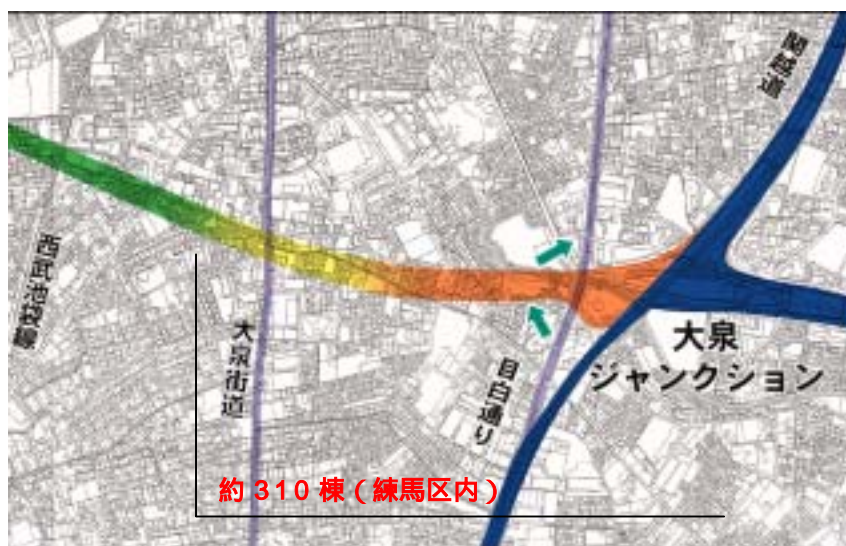 関越道
西武池袋線
大泉街道
目白通り
大泉
ジャンクション
約310棟（練馬区内）